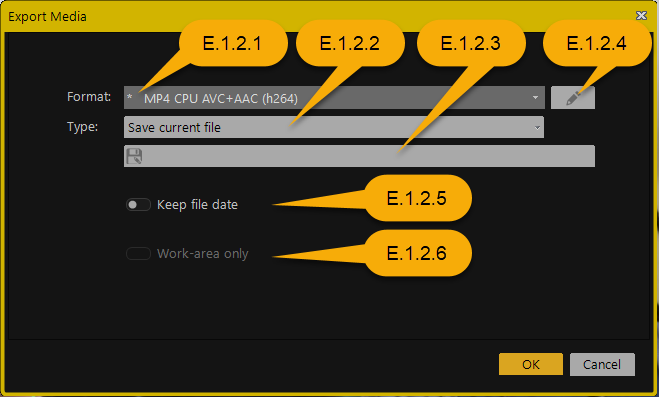 Export Media
E.1.2.1 E.1.2.2 E.1.2.3 E.1.2.4
Format: * MP4 CPU AVC+AAC (h264)
Type: Save current file
Keep file date E.1.2.5
Work-area only E.1.2.6
OK Cancel